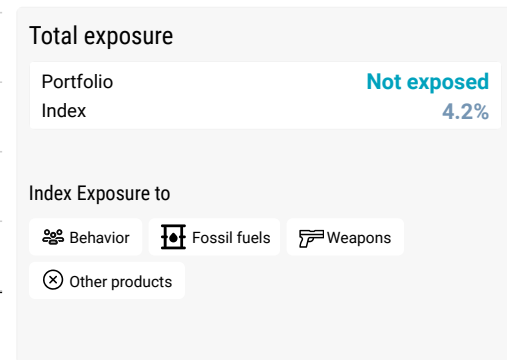 Total exposure
Portfolio Not exposed
Index 4.2%
Index Exposure to
Behavior Fossil fuels Weapons
Other products